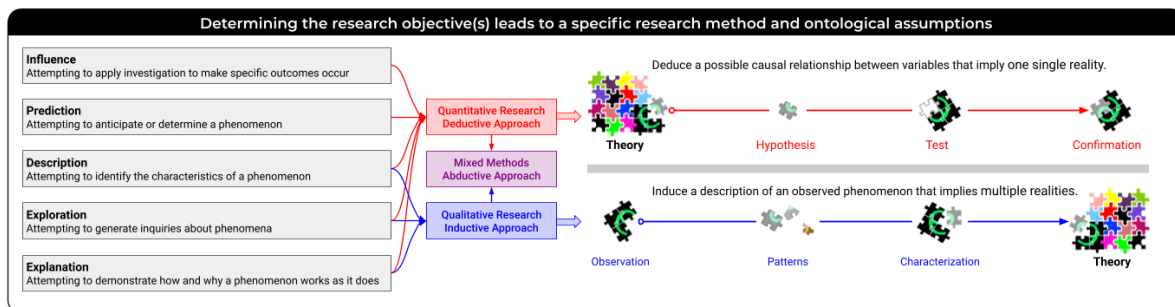 Determining the research objective(s) leads to a specific research method and ontological assumptions
Influence
Attempting to apply investigation to make specific outcomes occur
Prediction
Attempting to anticipate or determine a phenomenon
Description
Attempting to identify the characteristics of a phenomenon
Exploration
Attempting to generate inquiries about phenomena
Explanation
Attempting to demonstrate how and why a phenomenon works as it does
Quantitative Research
Deductive Approach
Mixed Methods
Abductive Approach
Qualitative Research
Inductive Approach
Deduce a possible causal relationship between variables that imply one single reality.
Theory
Hypothesis
Test
Confirmation
Induce a description of an observed phenomenon that implies multiple realities.
Observation
Patterns
Characterization
Theory